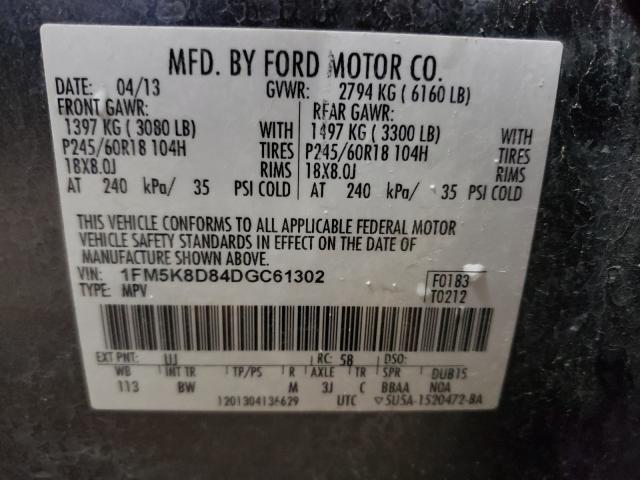 MFD. BY FORD MOTOR CO.
DATE: 04/13 GVWR: 2794 KG ( 6160 LB)
FRONT GAWR: REAR GAWR:
1397 KG ( 3080 LB) WITH 1497 KG ( 3300 LB) WITH
P245/60R18 104H TIRES P245/60R18 104H TIRES
18X8.0J RIMS 18X8.0J RIMS
AT 240 kPa/ 35 PSI COLD AT 240 kPa/ 35 PSI COLD
THIS VEHICLE CONFORMS TO ALL APPLICABLE FEDERAL MOTOR
VEHICLE SAFETY STANDARDS IN EFFECT ON THE DATE OF
MANUFACTURE SHOWN ABOVE.
VIN: 1FM5K8D84DGC61302 F0183
TYPE: MPV T0212
EXT PNT: UJ RC: 58 DSO:
WB INT TR TP/PS R AXLE TR SPR DUB15
113 BW M 3J C BBAA NOA
1201304136629 UTC ▽5U5A-1520472-BA